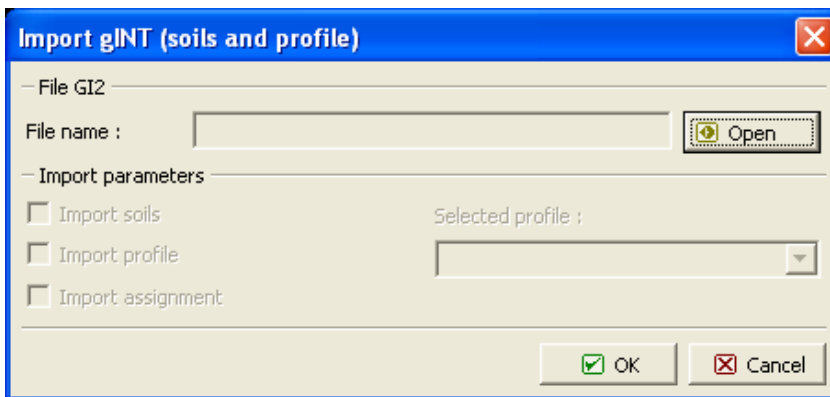 Import gINT (soils and profile)
File GI2
File name :
Open
Import parameters
Import soils
Selected profile :
Import profile
Import assignment
OK
Cancel